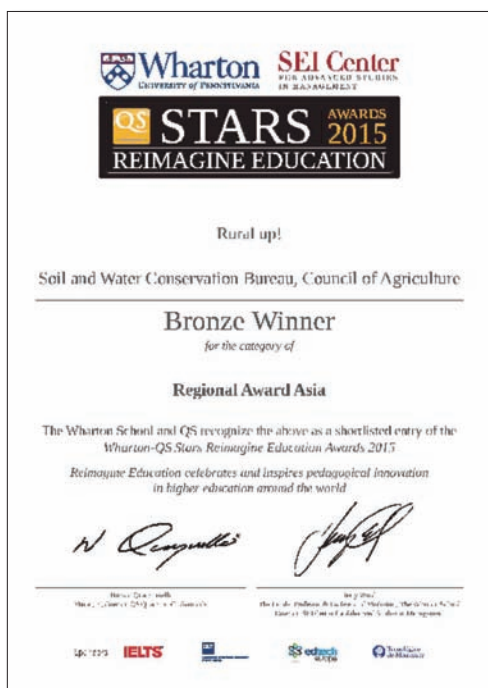 Wharton
UNIVERSITY OF PENNSYLVANIA
SEI Center
FOR ADVANCED STUDIES
IN MANAGEMENT
QS STARS AWARDS 2015
REIMAGINE EDUCATION
Rural up!
Soil and Water Conservation Bureau, Council of Agriculture
Bronze Winner
for the category of
Regional Award Asia
The Wharton School and QS recognize the above as a shortlisted entry of the
Wharton-QS Stars Reimagine Education Awards 2015
Reimagine Education celebrates and inspires pedagogical innovation
in higher education around the world
Sponsors IELTS edtech europe